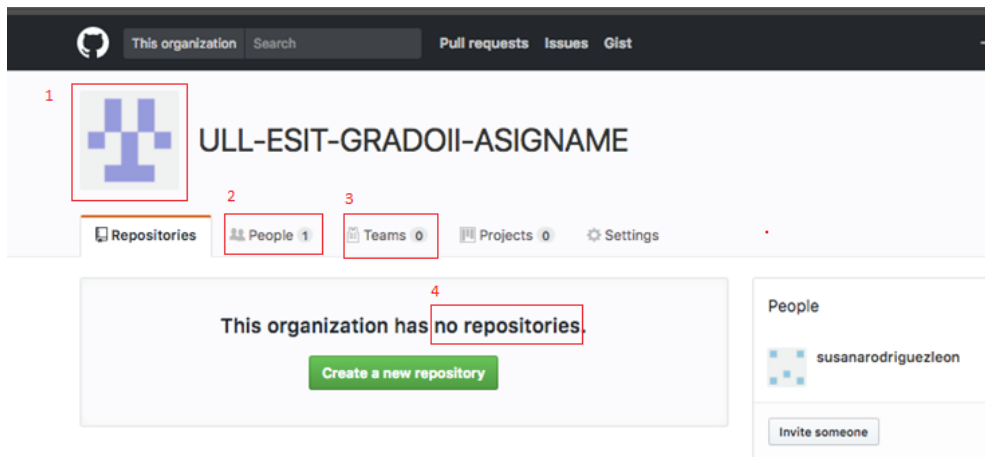 This organization Search Pull requests Issues Gist
1
ULL-ESIT-GRADOII-ASIGNAME
2 3
Repositories People 1 Teams 0 Projects 0 Settings
4
This organization has no repositories.
Create a new repository
People
susanarodriguezleon
Invite someone